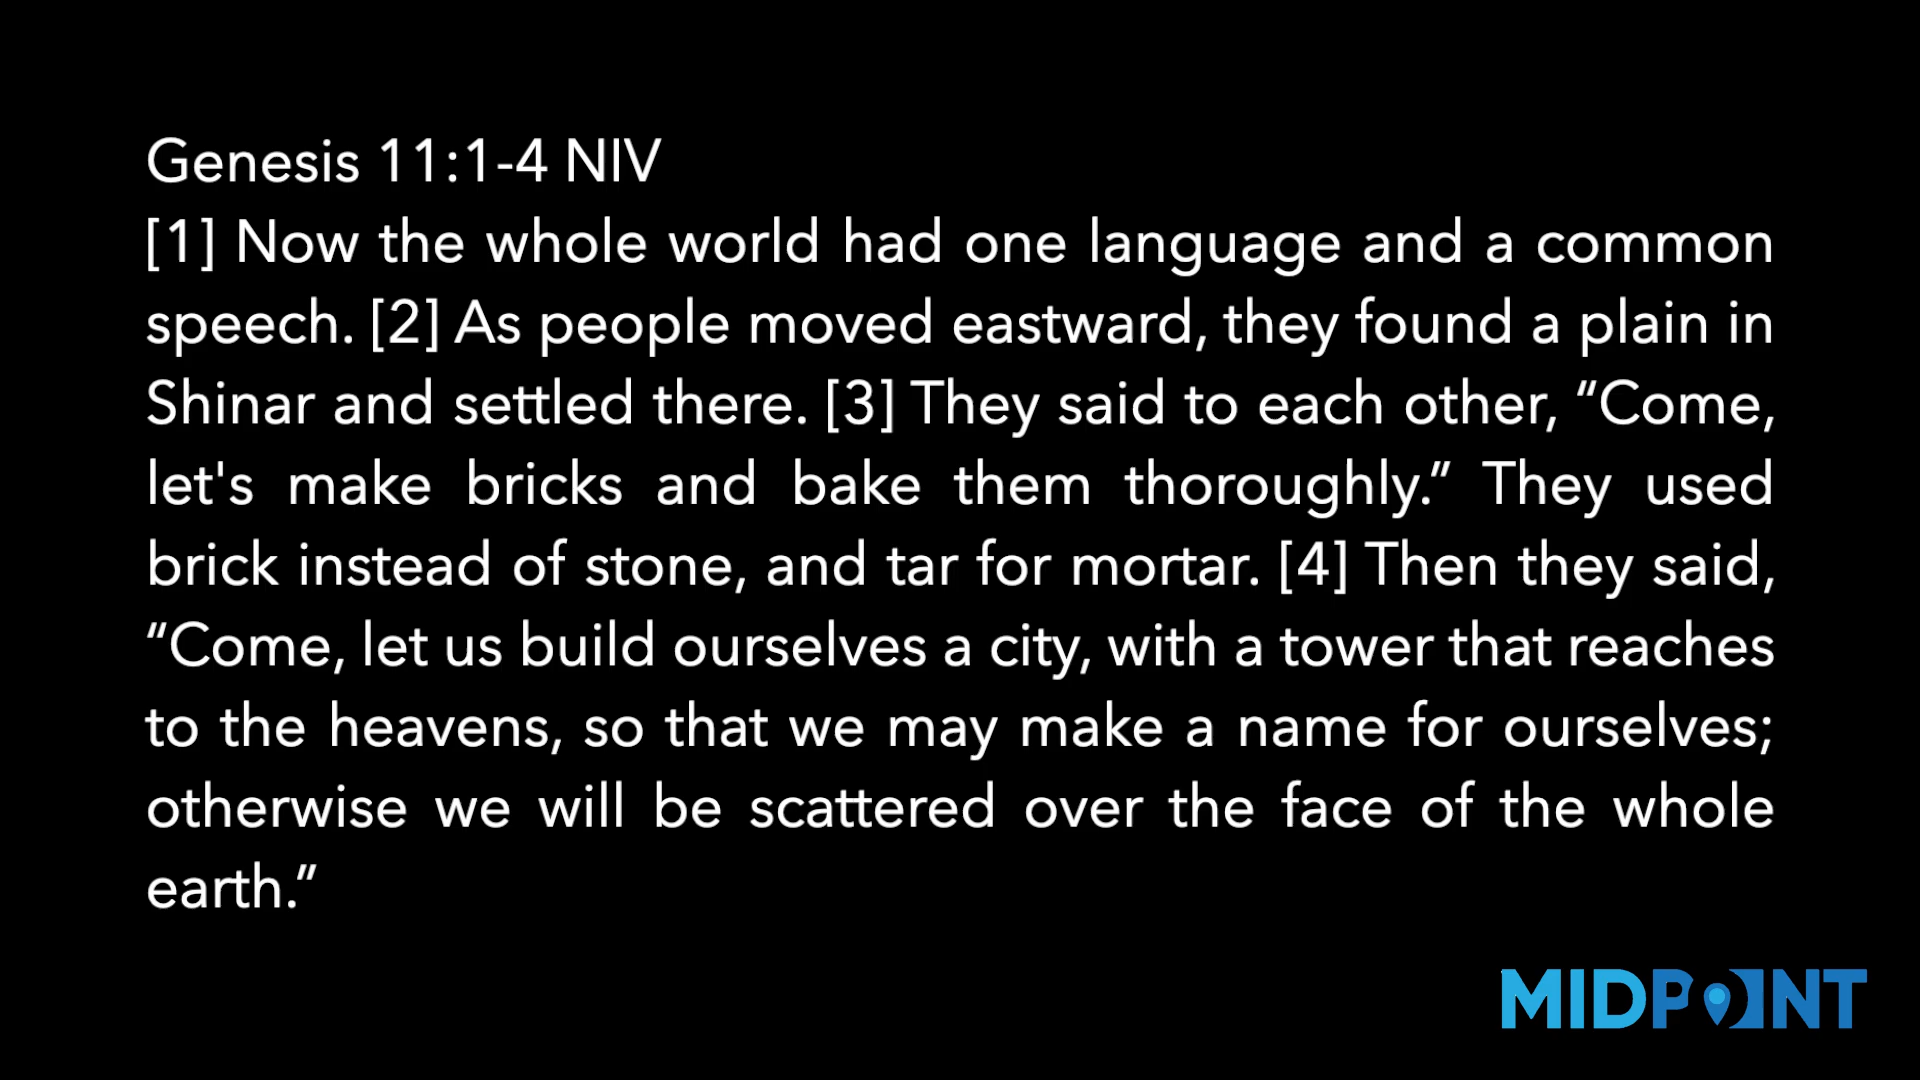 Genesis 11:1-4 NIV
[1] Now the whole world had one language and a common
speech. [2] As people moved eastward, they found a plain in
Shinar and settled there. [3] They said to each other, “Come,
let's make bricks and bake them thoroughly.” They used
brick instead of stone, and tar for mortar. [4] Then they said,
“Come, let us build ourselves a city, with a tower that reaches
to the heavens, so that we may make a name for ourselves;
otherwise we will be scattered over the face of the whole
earth.”
MIDPOINT